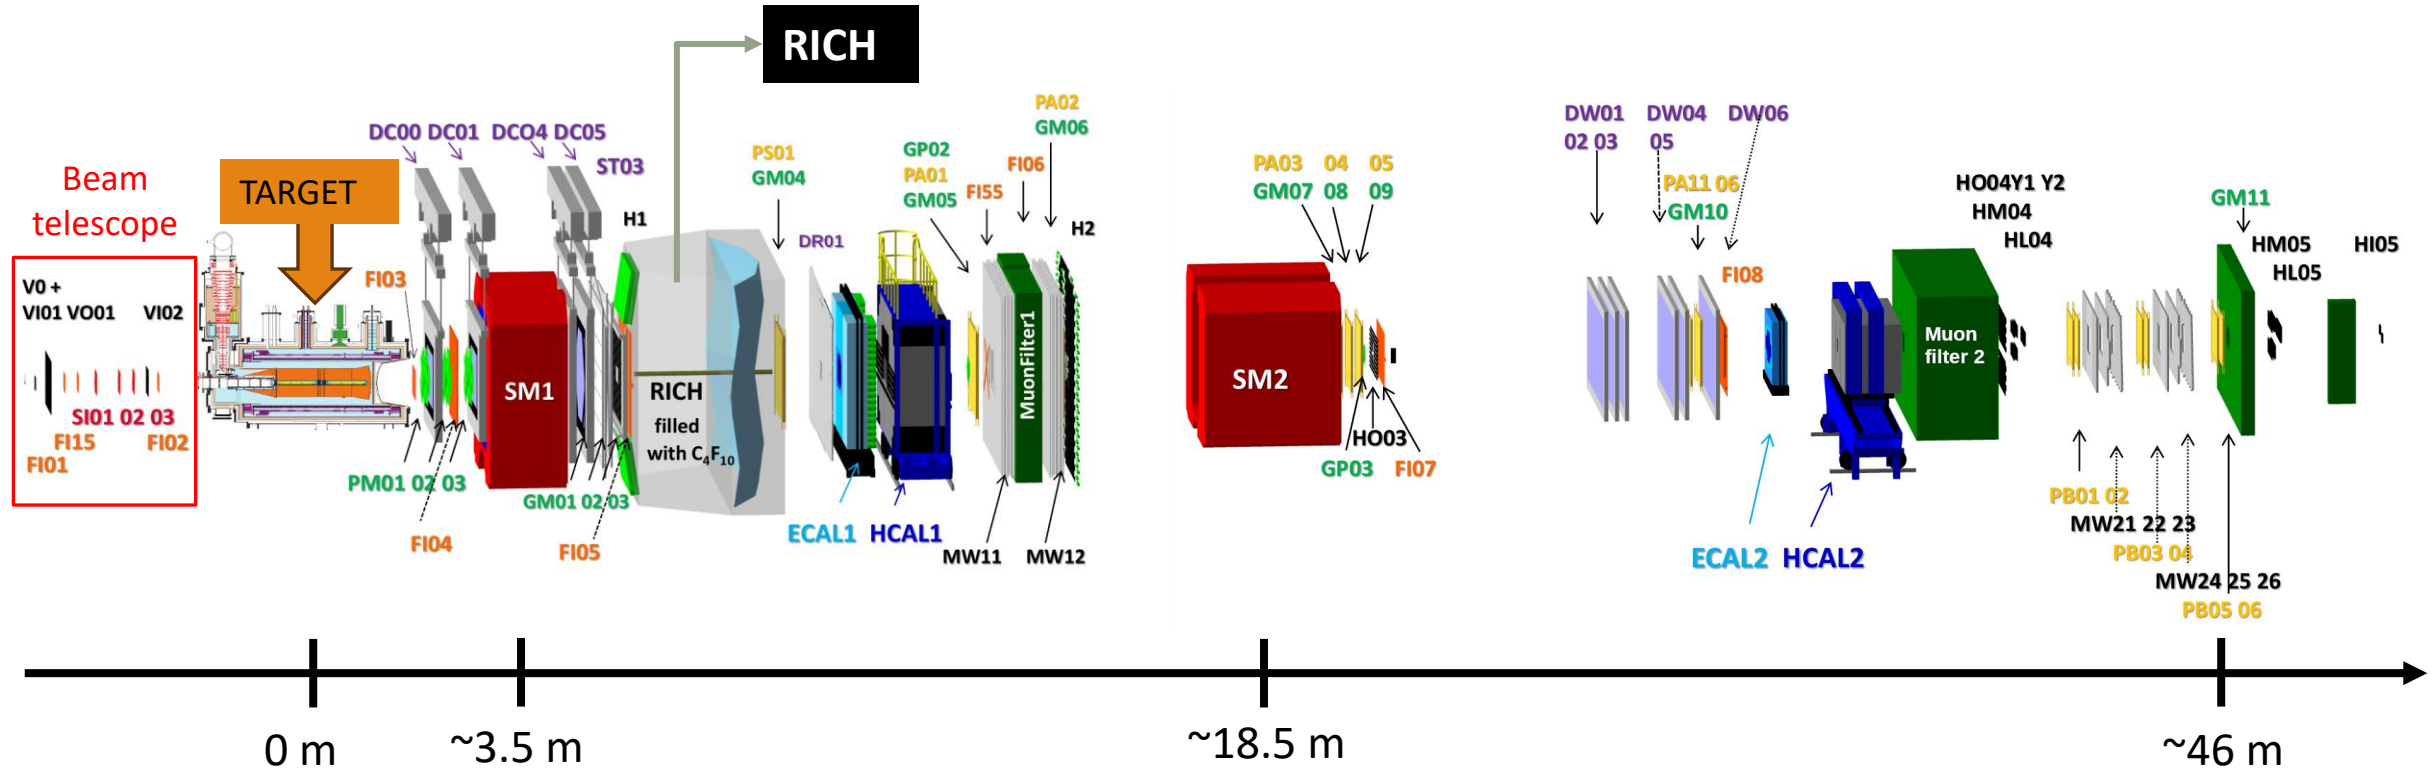 RICH
Beam
telescope
TARGET
V0 +
VI01 VO01 VI02
SI01 02 03
FI15 FI02
FI01
DC00 DC01 DCO4 DC05
ST03
H1
FI03
SM1
PM01 02 03
FI04
GM01 02 03
FI05
RICH
filled
with C₄F₁₀
PS01
GM04
DR01
ECAL1 HCAL1
GP02
PA01
GM05
FI55
FI06
PA02
GM06
H2
MuonFilter1
MW11 MW12
SM2
PA03 04 05
GM07 08 09
HO03
GP03 FI07
DW01
02 03
DW04
05
DW06
PA11 06
GM10
FI08
ECAL2 HCAL2
Muon
filter 2
HO04Y1 Y2
HM04
HL04
GM11
HM05
HL05
HI05
PB01 02
MW21 22 23
PB03 04
MW24 25 26
PB05 06
0 m
~3.5 m
~18.5 m
~46 m